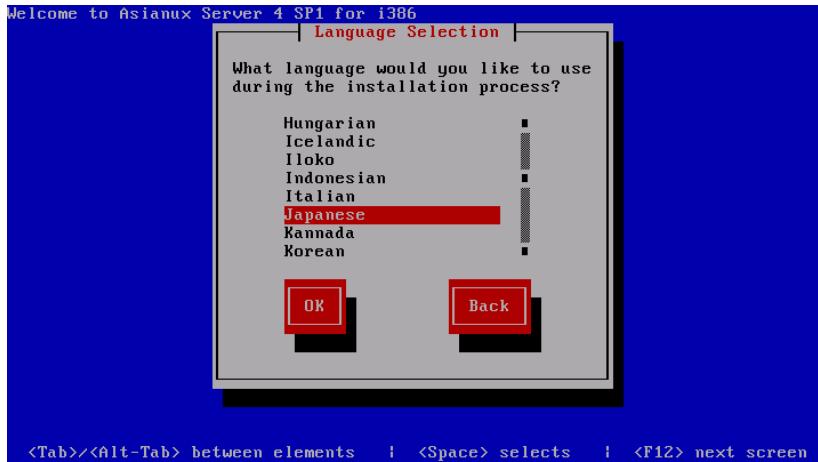 Welcome to Asianux Server 4 SP1 for i386
Language Selection
What language would you like to use
during the installation process?
Hungarian
Icelandic
Iloko
Indonesian
Italian
Japanese
Kannada
Korean
OK Back
<Tab>/<Alt-Tab> between elements | <Space> selects | <F12> next screen